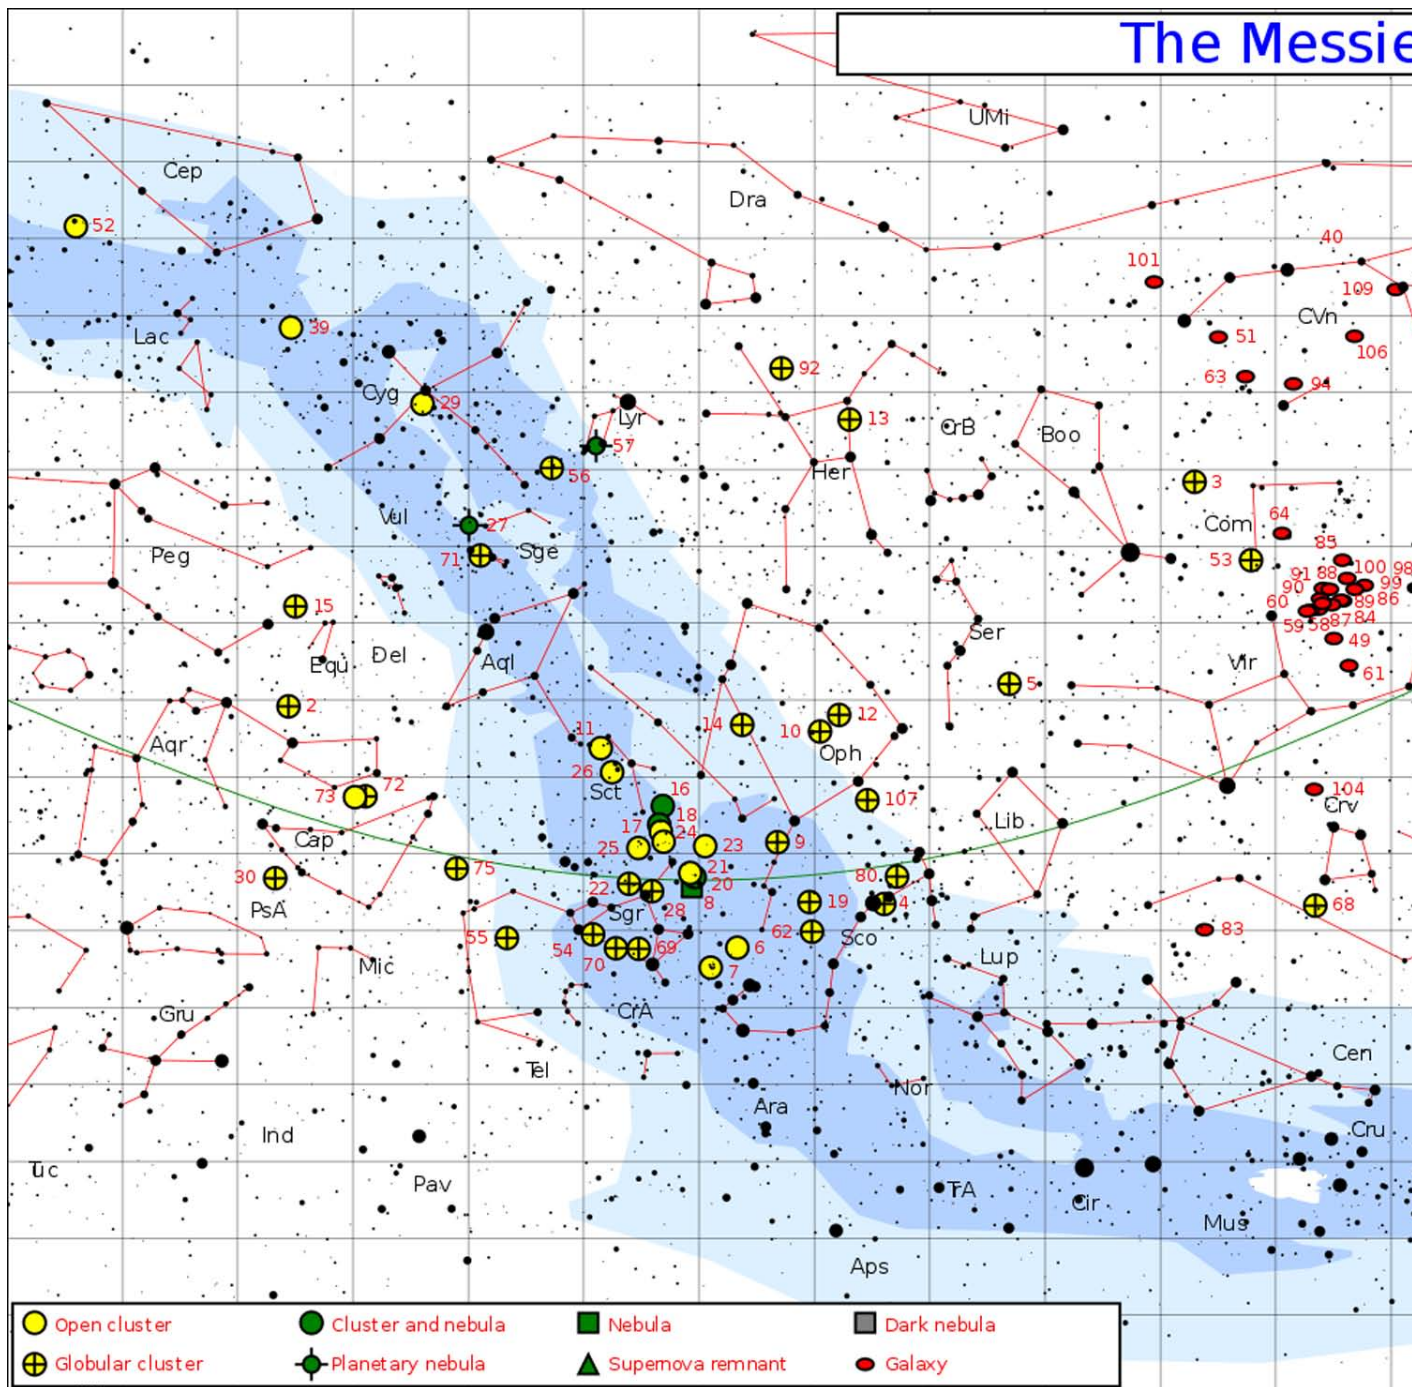 The Messie
UMi
Cep
Dra
52
40
101
109
Lac
39
CVn
51
106
92
63
94
Cyg
29
Lyr
13
CrB
Boo
57
56
Her
3
Vul
27
Com
64
Peg
71
Sge
53
85
91
88
100
98
90
99
15
60
89
86
59
58
87
84
Ser
49
Equ
Del
Aql
Vir
61
5
2
11
14
10
12
Aqr
Oph
26
73
72
Sct
16
107
104
Crv
17
18
Cap
24
Lib
25
23
9
30
75
21
80
22
20
PsA
Sgr
28
8
19
4
68
55
54
69
6
62
Sco
83
Mic
70
7
Lup
Gru
CrA
Tel
Nor
Cen
Ara
Ind
Cru
Tuc
Pav
TrA
Cir
Mus
Aps
Open cluster
Cluster and nebula
Nebula
Dark nebula
Globular cluster
Planetary nebula
Supernova remnant
Galaxy